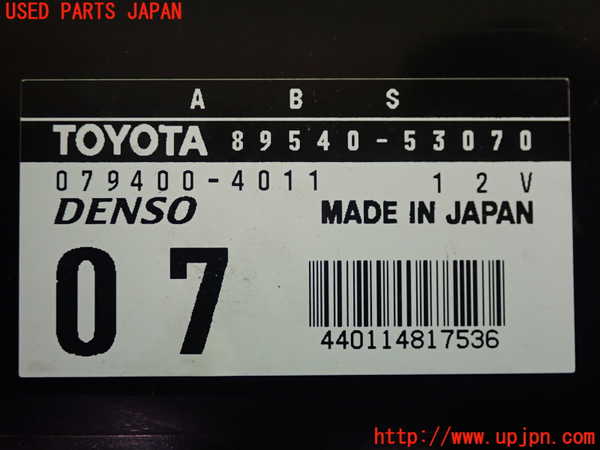 USED PARTS JAPAN
A B S
TOYOTA 89540-53070
079400-4011 12V
DENSO MADE IN JAPAN
07
440114817536
http://www.upjpn.com/